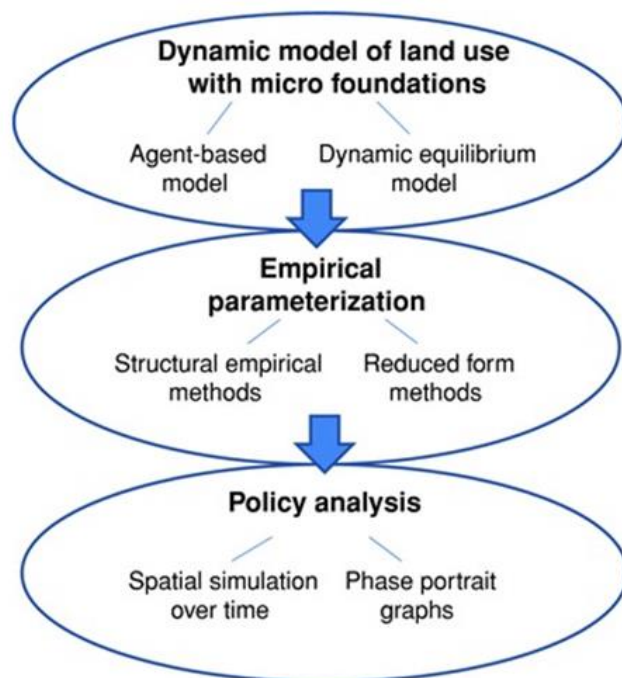 Dynamic model of land use
with micro foundations
Agent-based
model
Dynamic equilibrium
model
Empirical
parameterization
Structural empirical
methods
Reduced form
methods
Policy analysis
Spatial simulation
over time
Phase portrait
graphs